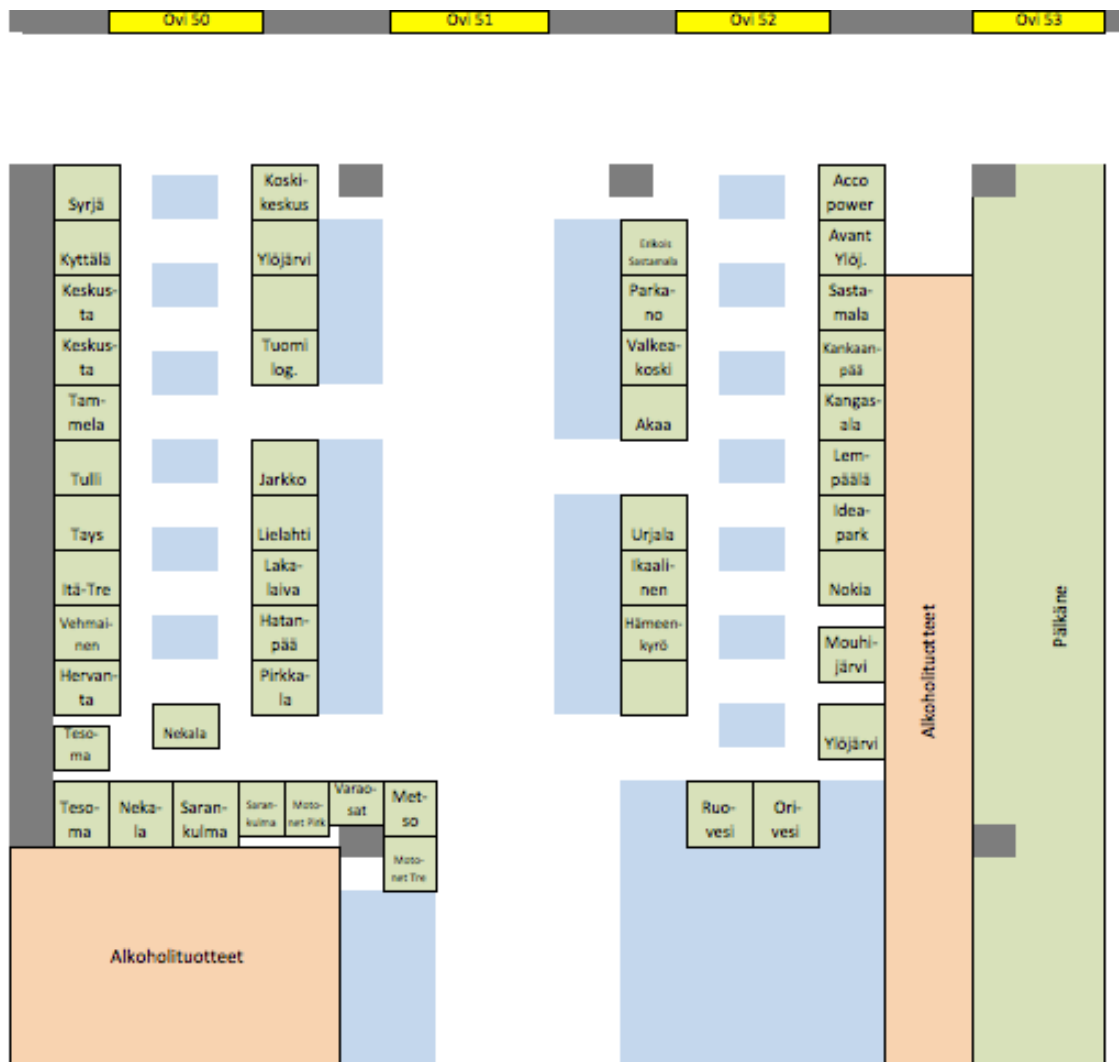 Ovi 50
Ovi 51
Ovi 52
Ovi 53
Syrjä
Kyttälä
Keskus-
ta
Keskus-
ta
Tam-
mela
Tulli
Tays
Itä-Tre
Vehmai-
nen
Hervan-
ta
Teso-
ma
Nekala
Koski-
keskus
Ylöjärvi
Tuomi
log.
Jarkko
Lielahti
Laka-
laiva
Hatan-
pää
Pirkka-
la
Erikois
Sastamala
Parka-
no
Valkea-
koski
Akaa
Urjala
Ikaali-
nen
Hämeen-
kyrö
Acco
power
Avant
Ylöj.
Sasta-
mala
Kankaan-
pää
Kangas-
ala
Lem-
päälä
Idea-
park
Nokia
Mouhi-
järvi
Ylöjärvi
Alkoholituotteet
Pälkäne
Teso-
ma
Neka-
la
Saran-
kulma
Saran-
kulma
Moto-
net Pirk
Varao-
sat
Met-
so
Moto-
net Tre
Ruo-
vesi
Ori-
vesi
Alkoholituotteet